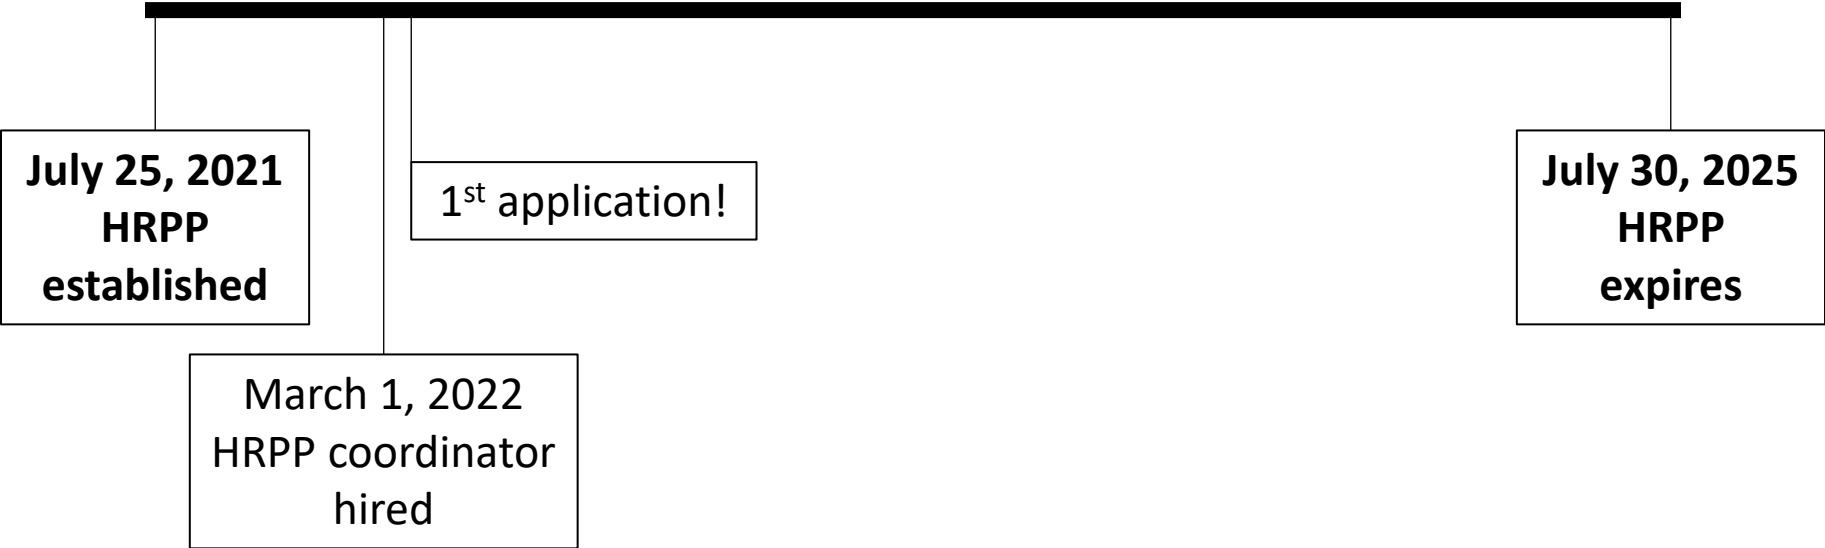 July 25, 2021
HRPP
established
1st application!
July 30, 2025
HRPP
expires
March 1, 2022
HRPP coordinator
hired